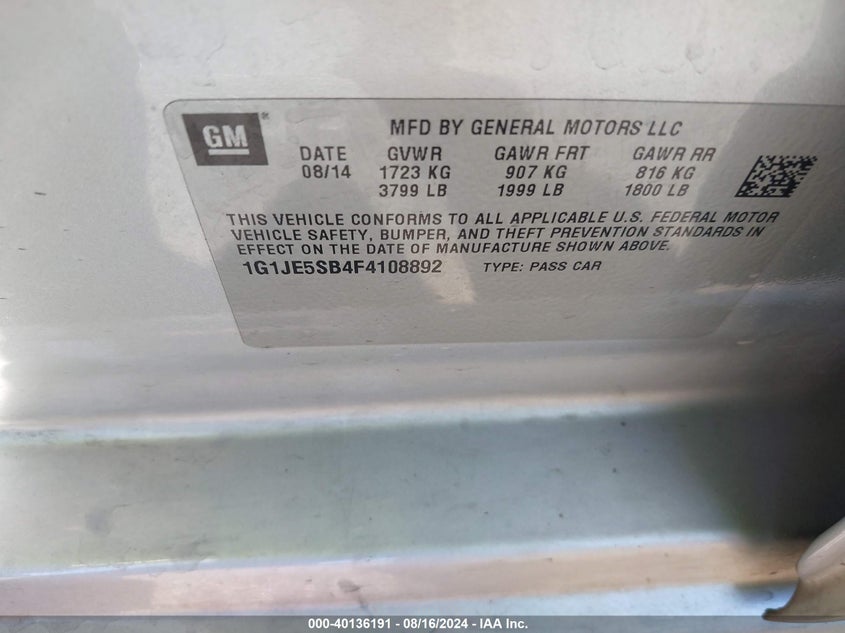 GM
MFD BY GENERAL MOTORS LLC
DATE GVWR GAWR FRT GAWR RR
08/14 1723 KG 907 KG 816 KG
3799 LB 1999 LB 1800 LB
THIS VEHICLE CONFORMS TO ALL APPLICABLE U.S. FEDERAL MOTOR
VEHICLE SAFETY, BUMPER, AND THEFT PREVENTION STANDARDS IN
EFFECT ON THE DATE OF MANUFACTURE SHOWN ABOVE.
1G1JE5SB4F4108892 TYPE: PASS CAR
000-40136191 - 08/16/2024 - IAA Inc.